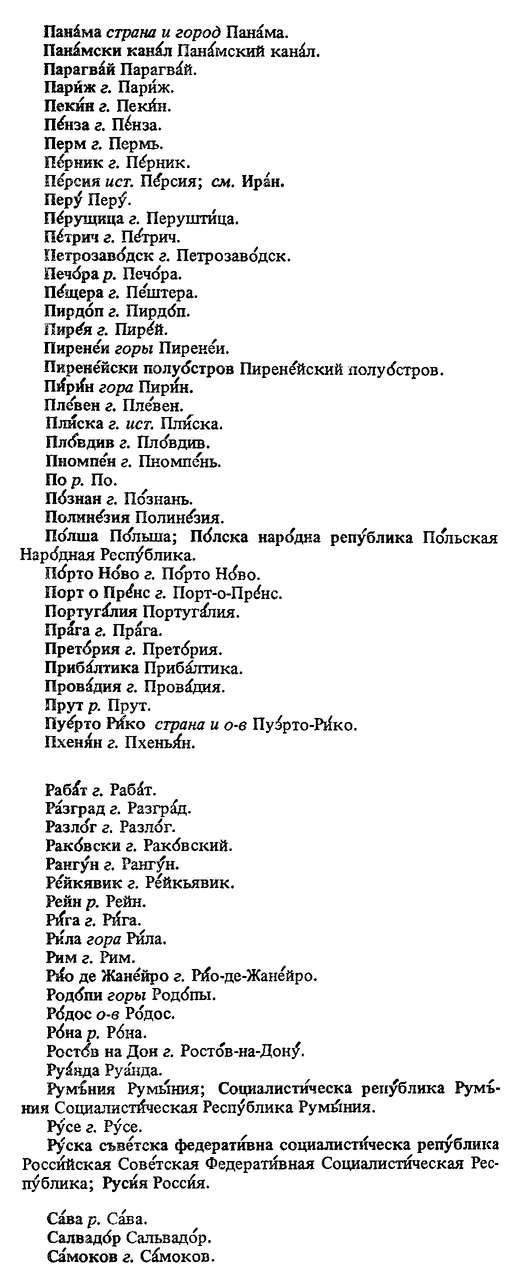 Пана́ма страна и город Пана́ма.
Пана́мски кана́л Пана́мский кана́л.
Парагва́й Парагва́й.
Пари́ж г. Пари́ж.
Пеки́н г. Пеки́н.
Пе́нза г. Пе́нза.
Перм г. Пермь.
Пе́рник г. Пе́рник.
Пе́рсия ист. Пе́рсия; см. Ира́н.
Перу́ Перу́.
Пе́рущица г. Перушти́ца.
Пе́трич г. Пе́трич.
Петрозаво́дск г. Петрозаво́дск.
Печо́ра р. Печо́ра.
Пе́щера г. Пе́штера.
Пирдо́п г. Пирдо́п.
Пире́я г. Пире́й.
Пирене́и горы Пирене́и.
Пирене́йски полуо́стров Пирене́йский полуо́стров.
Пи́ри́н гора Пири́н.
Пле́вен г. Пле́вен.
Пли́ска г. ист. Пли́ска.
Пло́вдив г. Пло́вдив.
Пномпе́н г. Пномпе́нь.
По р. По.
По́знан г. По́знань.
Полине́зия Полине́зия.
По́лша По́льша; По́лска наро́дна репу́блика По́льская
Наро́дная Респу́блика.
По́рто Но́во г. По́рто Но́во.
Порт о Пре́нс г. Порт-о-Пре́нс.
Португа́лия Португа́лия.
Пра́га г. Пра́га.
Прето́рия г. Прето́рия.
Приба́лтика Приба́лтика.
Прова́дия г. Прова́дия.
Прут р. Прут.
Пуе́рто Ри́ко страна и о-в Пуэ́рто-Ри́ко.
Пхеня́н г. Пхенья́н.
Раба́т г. Раба́т.
Ра́зград г. Разгра́д.
Разло́г г. Разло́г.
Рако́вски г. Рако́вский.
Рангу́н г. Рангу́н.
Ре́йкявик г. Ре́йкьявик.
Рейн р. Рейн.
Ри́га г. Ри́га.
Ри́ла гора Ри́ла.
Рим г. Рим.
Ри́о де Жане́йро г. Ри́о-де-Жане́йро.
Родо́пи горы Родо́пы.
Ро́дос о-в Ро́дос.
Ро́на р. Ро́на.
Росто́в на Дон г. Росто́в-на-Дону́.
Руа́нда Руа́нда.
Румъ́ния Румы́ния; Социалисти́ческа репу́блика Румъ́-
ния Социалисти́ческая Респу́блика Румы́ния.
Ру́се г. Ру́се.
Ру́ска съве́тска федерати́вна социалисти́ческа репу́блика
Росси́йская Сове́тская Федерати́вная Социалисти́ческая Рес-
пу́блика; Руси́я Росси́я.
Са́ва р. Са́ва.
Салвадо́р Сальвадо́р.
Са́моков г. Са́моков.